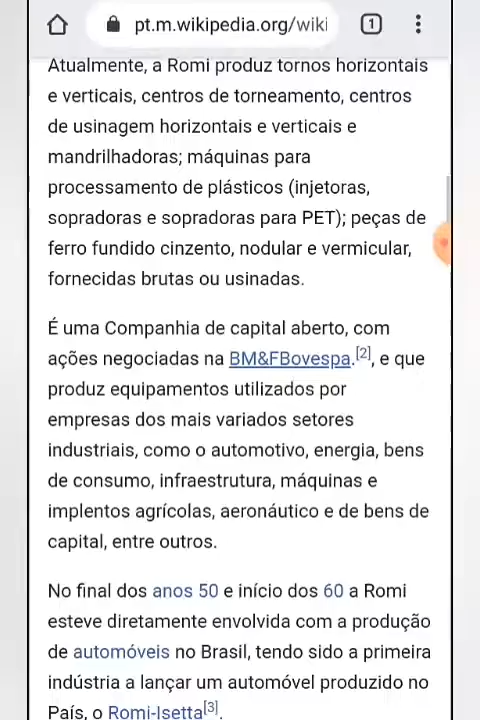 pt.m.wikipedia.org/wiki
1
Atualmente, a Romi produz tornos horizontais
e verticais, centros de torneamento, centros
de usinagem horizontais e verticais e
mandrilhadoras; máquinas para
processamento de plásticos (injetoras,
sopradoras e sopradoras para PET); peças de
ferro fundido cinzento, nodular e vermicular,
fornecidas brutas ou usinadas.
É uma Companhia de capital aberto, com
ações negociadas na BM&FBovespa.[2], e que
produz equipamentos utilizados por
empresas dos mais variados setores
industriais, como o automotivo, energia, bens
de consumo, infraestrutura, máquinas e
implentos agrícolas, aeronáutico e de bens de
capital, entre outros.
No final dos anos 50 e início dos 60 a Romi
esteve diretamente envolvida com a produção
de automóveis no Brasil, tendo sido a primeira
indústria a lançar um automóvel produzido no
País, o Romi-Isetta[3].